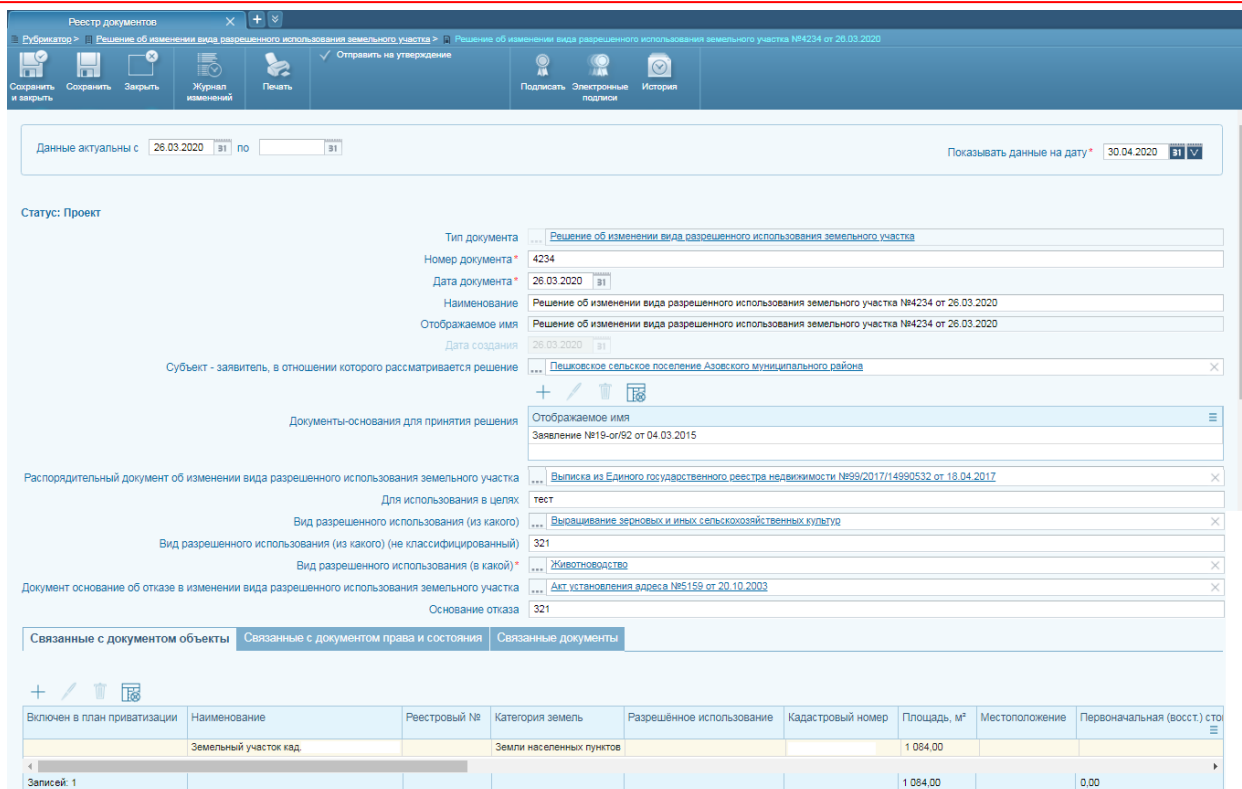 Реестр документов
Рубрикатор > Решение об изменении вида разрешенного использования земельного участка > Решение об изменении вида разрешенного использования земельного участка №4234 от 26.03.2020
Сохранить и закрыть Сохранить Закрыть Журнал изменений Печать Отправить на утверждение Подписать Электронные подписи История
Данные актуальны с 26.03.2020 31 по 31
Показывать данные на дату* 30.04.2020 31
Статус: Проект
Тип документа ... Решение об изменении вида разрешенного использования земельного участка
Номер документа* 4234
Дата документа* 26.03.2020 31
Наименование Решение об изменении вида разрешенного использования земельного участка №4234 от 26.03.2020
Отображаемое имя Решение об изменении вида разрешенного использования земельного участка №4234 от 26.03.2020
Дата создания 26.03.2020 31
Субъект - заявитель, в отношении которого рассматривается решение ... Пешковское сельское поселение Азовского муниципального района
Документы-основания для принятия решения Отображаемое имя
Заявление №19-ог/92 от 04.03.2015
Распорядительный документ об изменении вида разрешенного использования земельного участка ... Выписка из Единого государственного реестра недвижимости №99/2017/14990532 от 18.04.2017
Для использования в целях тест
Вид разрешенного использования (из какого) ... Выращивание зерновых и иных сельскохозяйственных культур
Вид разрешенного использования (из какого) (не классифицированный) 321
Вид разрешенного использования (в какой)* ... Животноводство
Документ основание об отказе в изменении вида разрешенного использования земельного участка ... Акт установления адреса №5159 от 20.10.2003
Основание отказа 321
Связанные с документом объекты Связанные с документом права и состояния Связанные документы
Включен в план приватизации Наименование Реестровый № Категория земель Разрешённое использование Кадастровый номер Площадь, м² Местоположение Первоначальная (восст.) сто
Земельный участок кад. Земли населенных пунктов 1 084,00
Записей: 1 1 084,00 0,00